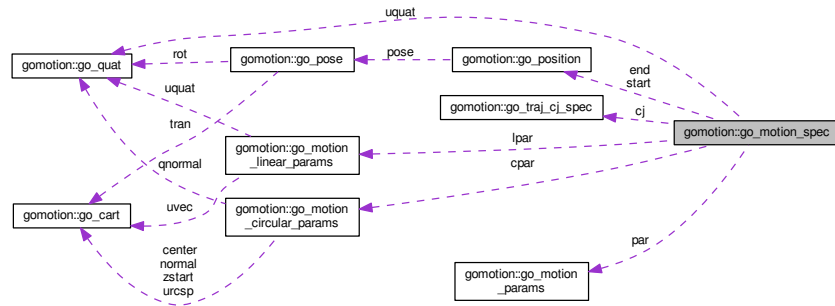 uquat
gomotion::go_quat
rot
gomotion::go_pose
pose
gomotion::go_position
end
start
uquat
gomotion::go_traj_cj_spec
cj
gomotion::go_motion_spec
tran
lpar
gomotion::go_motion
_linear_params
qnormal
cpar
uvec
gomotion::go_cart
gomotion::go_motion
_circular_params
par
center
normal
zstart
urcsp
gomotion::go_motion
_params